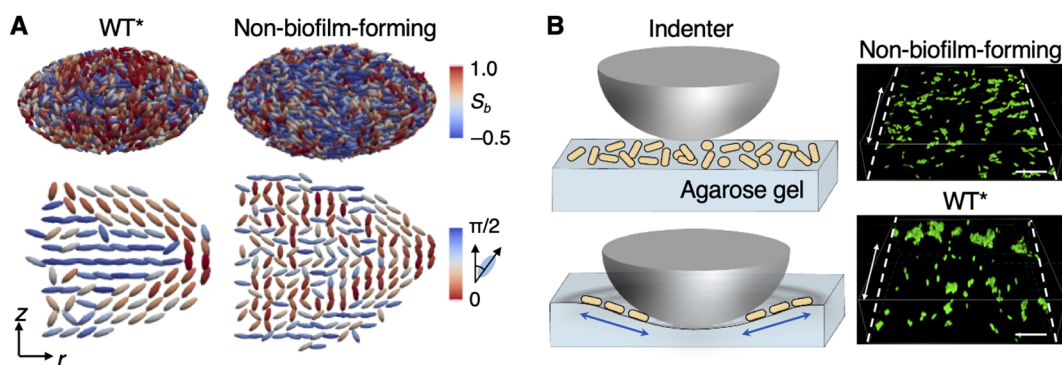 A
WT*
Non-biofilm-forming
1.0
S_b
−0.5
π/2
0
z
r
B
Indenter
Agarose gel
Non-biofilm-forming
WT*